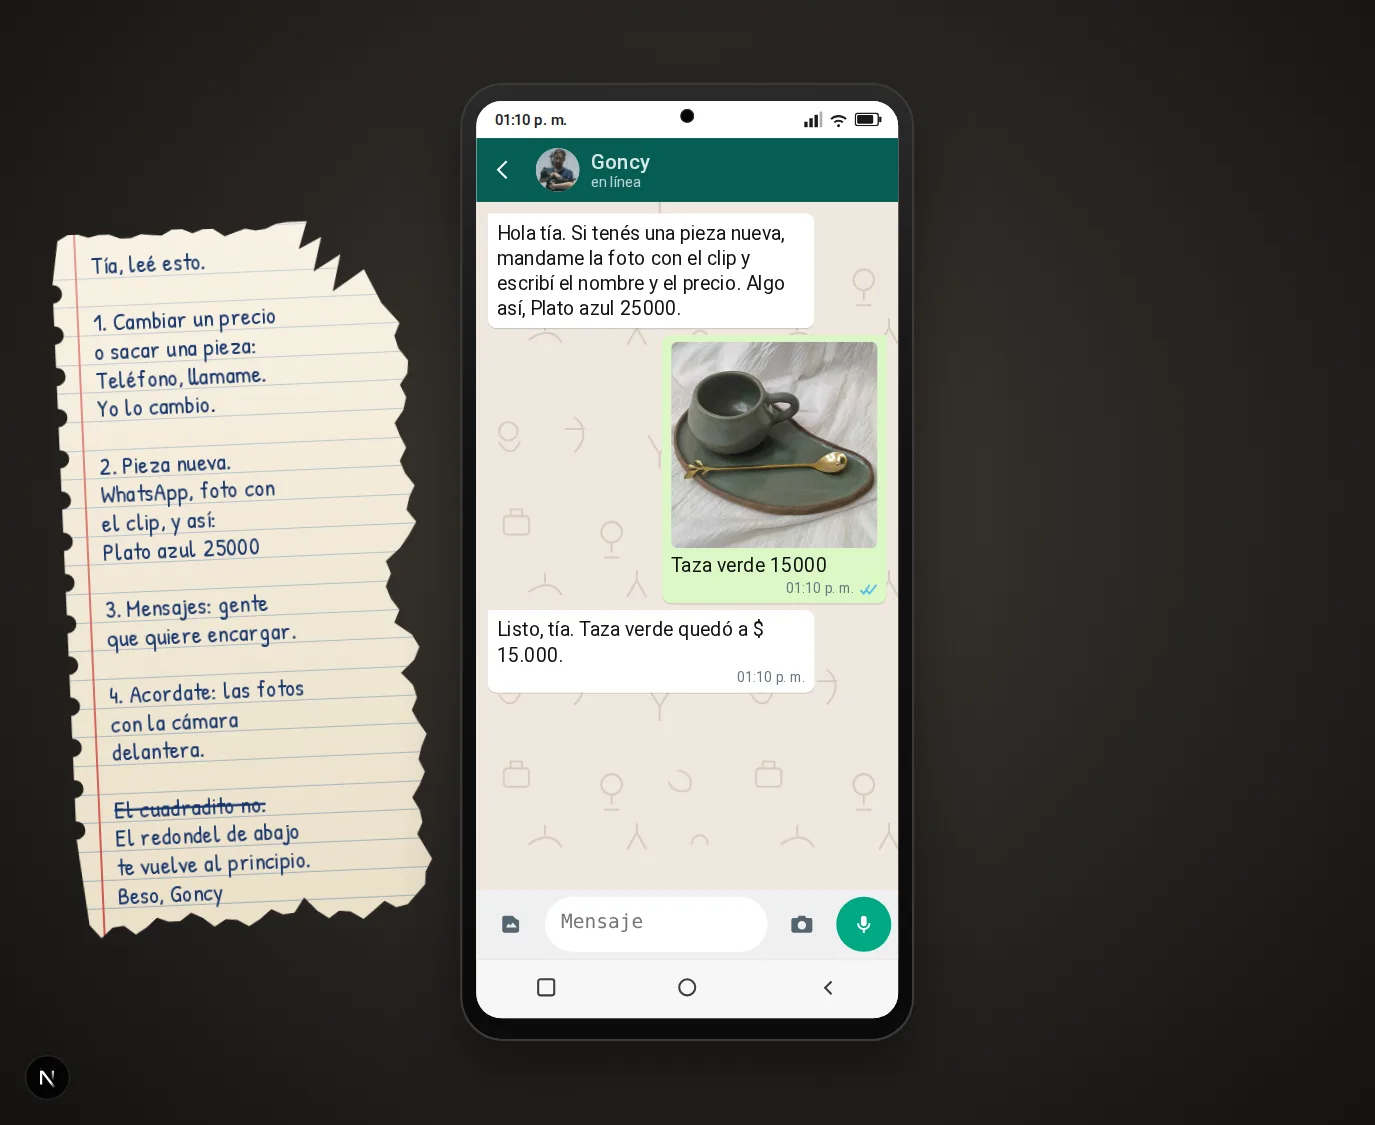 Tía, leé esto.
1. Cambiar un precio
o sacar una pieza:
Teléfono, llamame.
Yo lo cambio.
2. Pieza nueva.
WhatsApp, foto con
el clip, y así:
Plato azul 25000
3. Mensajes: gente
que quiere encargar.
4. Acordate: las fotos
con la cámara
delantera.
El cuadradito no.
El redondel de abajo
te vuelve al principio.
Beso, Goncy
01:10 p. m.
Goncy
en línea
Hola tía. Si tenés una pieza nueva,
mandame la foto con el clip y
escribí el nombre y el precio. Algo
así, Plato azul 25000.
Taza verde 15000
01:10 p. m.
Listo, tía. Taza verde quedó a $
15.000.
01:10 p. m.
Mensaje
N